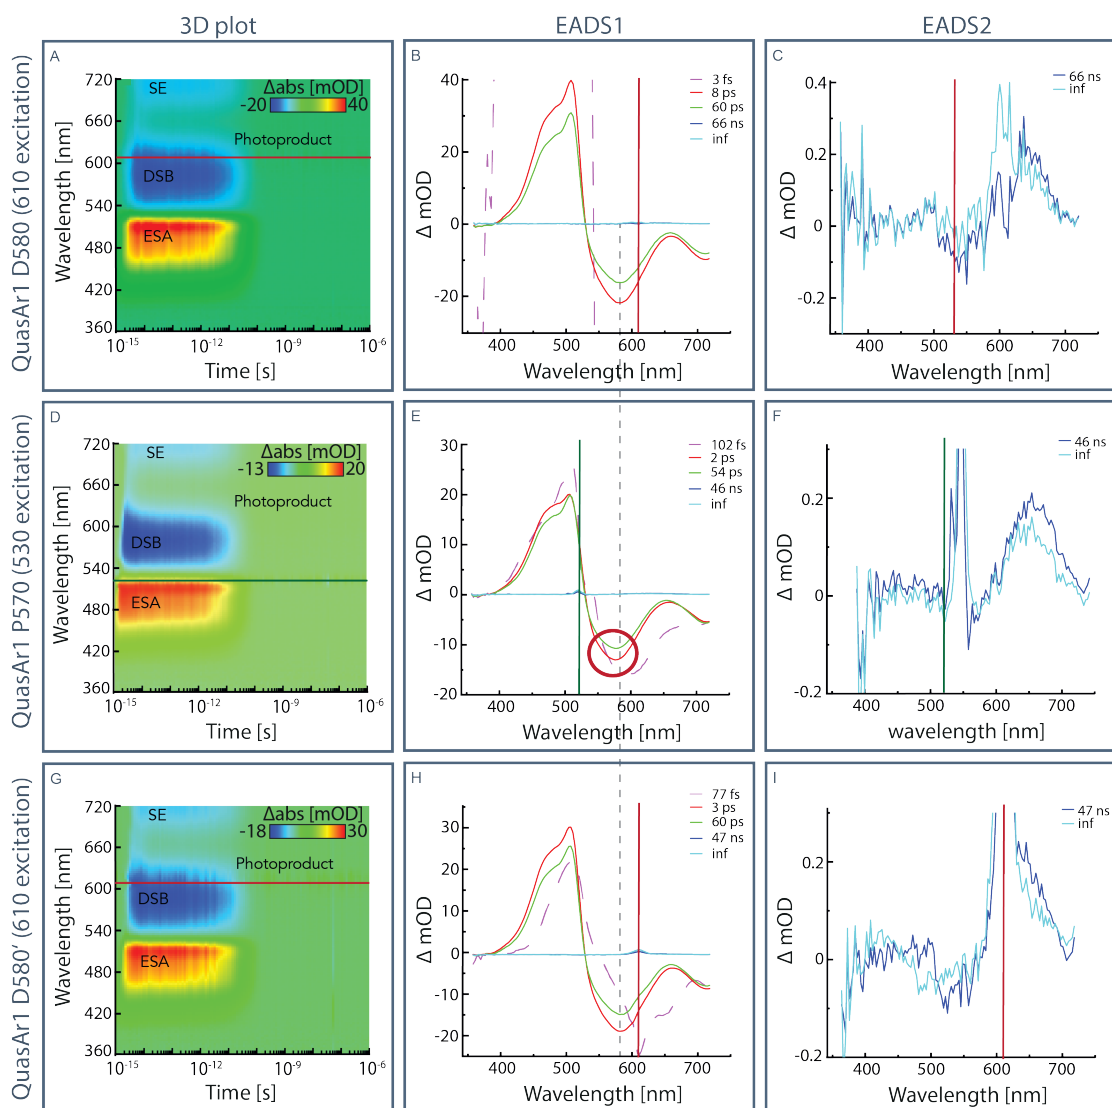 3D plot
EADS1
EADS2
QuasAr1 D580 (610 excitation)
A
720
660
600
540
480
420
360
Wavelength [nm]
SE
Δabs [mOD]
-20
40
Photoproduct
DSB
ESA
10-15
10-12
10-9
10-6
Time [s]
B
40
20
0
-20
Δ mOD
3 fs
8 ps
60 ps
66 ns
inf
400
500
600
700
Wavelength [nm]
C
0.4
0.2
0
-0.2
Δ mOD
66 ns
inf
400
500
600
700
Wavelength [nm]
QuasAr1 P570 (530 excitation)
D
720
660
600
540
480
420
360
Wavelength [nm]
SE
Δabs [mOD]
-13
20
Photoproduct
DSB
ESA
10-15
10-12
10-9
10-6
Time [s]
E
30
20
10
0
-10
-20
Δ mOD
102 fs
2 ps
54 ps
46 ns
inf
400
500
600
700
Wavelength [nm]
F
0.2
0
-0.2
Δ mOD
46 ns
inf
400
500
600
700
wavelength [nm]
QuasAr1 D580' (610 excitation)
G
720
660
600
540
480
420
360
Wavelength [nm]
SE
Δabs [mOD]
-18
30
Photoproduct
DSB
ESA
10-15
10-12
10-9
10-6
Time [s]
H
30
20
10
0
-10
-20
Δ mOD
77 fs
3 ps
60 ps
47 ns
inf
400
500
600
700
Wavelength [nm]
I
0.2
0
-0.2
Δ mOD
47 ns
inf
400
500
600
700
Wavelength [nm]